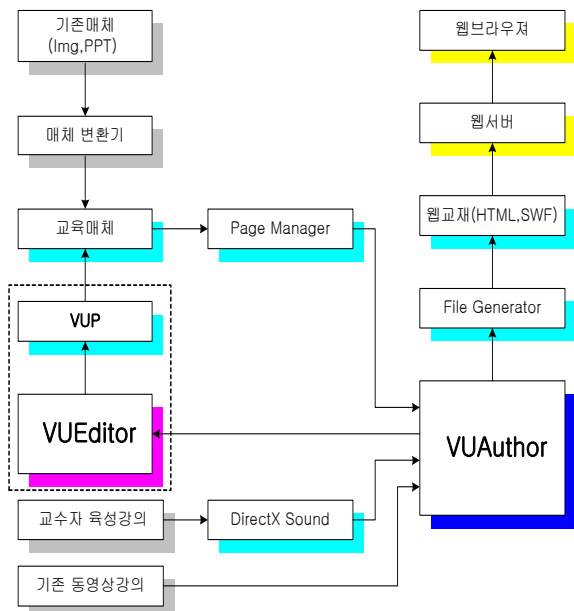 기존매체
(Img,PPT)
웹브라우져
매체 변환기
웹서버
교육매체
Page Manager
웹교재(HTML,SWF)
VUP
File Generator
VUEditor
VUAuthor
교수자 육성강의
DirectX Sound
기존 동영상강의